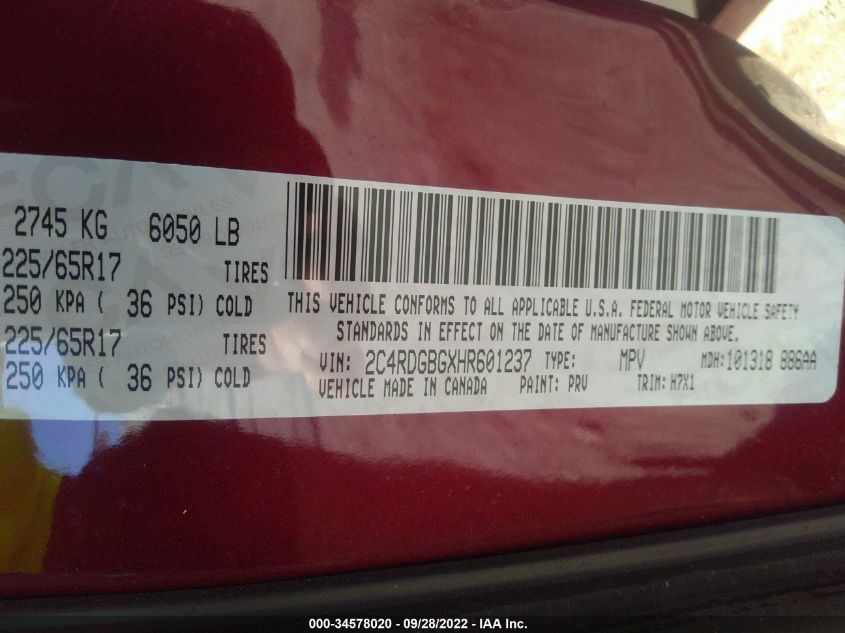 2745 KG 6050 LB
225/65R17 TIRES
250 KPA ( 36 PSI) COLD
225/65R17 TIRES
250 KPA ( 36 PSI) COLD
THIS VEHICLE CONFORMS TO ALL APPLICABLE U.S.A. FEDERAL MOTOR VEHICLE SAFETY
STANDARDS IN EFFECT ON THE DATE OF MANUFACTURE SHOWN ABOVE.
VIN: 2C4RDGBGXHR601237 TYPE: MPV MDH:101318 886AA
VEHICLE MADE IN CANADA PAINT: PRV TRIM: H7X1
000-34578020 - 09/28/2022 - IAA Inc.